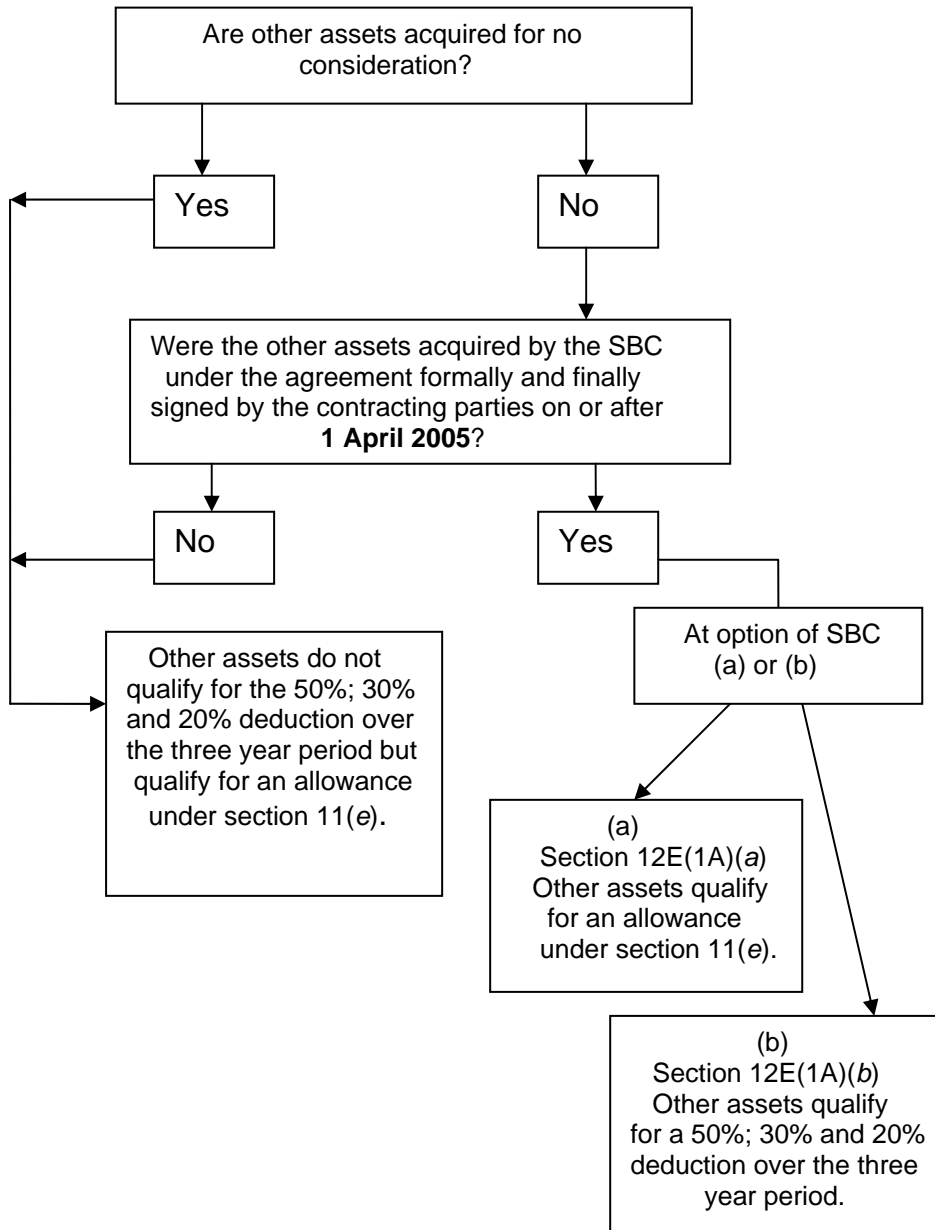 Are other assets acquired for no
consideration?
Yes
No
Were the other assets acquired by the SBC
under the agreement formally and finally
signed by the contracting parties on or after
1 April 2005?
No
Yes
At option of SBC
(a) or (b)
Other assets do not
qualify for the 50%; 30%
and 20% deduction over
the three year period but
qualify for an allowance
under section 11(e).
(a)
Section 12E(1A)(a)
Other assets qualify
for an allowance
under section 11(e).
(b)
Section 12E(1A)(b)
Other assets qualify
for a 50%; 30% and 20%
deduction over the three
year period.